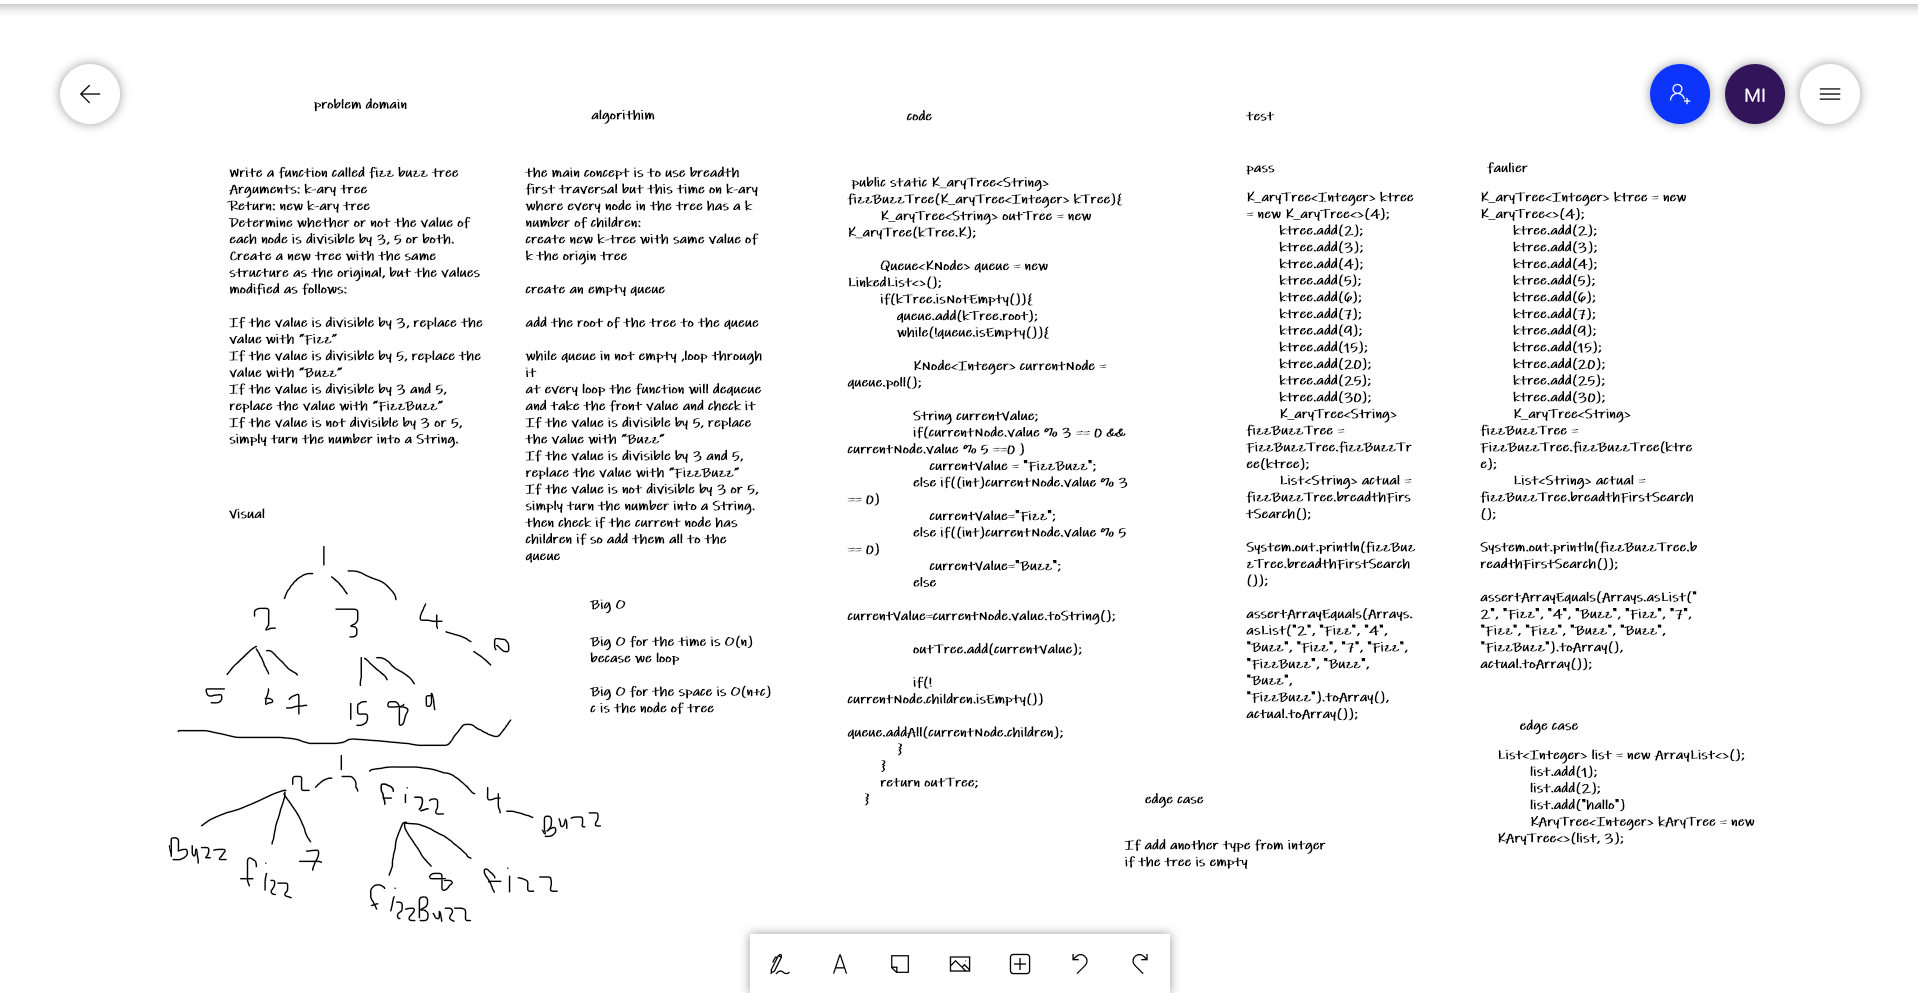 MI
problem domain
Write a function called fizz buzz tree
Arguments: k-ary tree
Return: new k-ary tree
Determine whether or not the value of
each node is divisible by 3, 5 or both.
Create a new tree with the same
structure as the original, but the values
modified as follows:
If the value is divisible by 3, replace the
value with "Fizz"
If the value is divisible by 5, replace the
value with "Buzz"
If the value is divisible by 3 and 5,
replace the value with "FizzBuzz"
If the value is not divisible by 3 or 5,
simply turn the number into a String.
Visual
1
2 3 4
0
5 6 7 15 8 9
1
2 fizz 4
Buzz
Buzz fizz 7 fizzBuzz 8 fizz
algorithim
the main concept is to use breadth
first traversal but this time on k-ary
where every node in the tree has a k
number of children:
create new k-tree with same value of
k the origin tree
create an empty queue
add the root of the tree to the queue
while queue in not empty ,loop through
it
at every loop the function will dequeue
and take the front value and check it
If the value is divisible by 5, replace
the value with "Buzz"
If the value is divisible by 3 and 5,
replace the value with "FizzBuzz"
If the value is not divisible by 3 or 5,
simply turn the number into a String.
then check if the current node has
children if so add them all to the
queue
Big O
Big O for the time is O(n)
becase we loop
Big O for the space is O(n+c)
c is the node of tree
code
public static K_aryTree<String>
fizzBuzzTree(K_aryTree<Integer> kTree){
K_aryTree<String> outTree = new
K_aryTree(kTree.K);
Queue<KNode> queue = new
LinkedList<>();
if(kTree.isNotEmpty()){
queue.add(kTree.root);
while(!queue.isEmpty()){
KNode<Integer> currentNode =
queue.poll();
String currentValue;
if(currentNode.value % 3 == 0 &&
currentNode.value % 5 ==0 )
currentValue = "FizzBuzz";
else if((int)currentNode.value % 3
== 0)
currentValue="Fizz";
else if((int)currentNode.value % 5
== 0)
currentValue="Buzz";
else
currentValue=currentNode.value.toString();
outTree.add(currentValue);
if(!
currentNode.children.isEmpty())
queue.addAll(currentNode.children);
}
}
return outTree;
}
test
pass
K_aryTree<Integer> ktree
= new K_aryTree<>(4);
ktree.add(2);
ktree.add(3);
ktree.add(4);
ktree.add(5);
ktree.add(6);
ktree.add(7);
ktree.add(9);
ktree.add(15);
ktree.add(20);
ktree.add(25);
ktree.add(30);
K_aryTree<String>
fizzBuzzTree =
FizzBuzzTree.fizzBuzzTr
ee(ktree);
List<String> actual =
fizzBuzzTree.breadthFirs
tSearch();
System.out.println(fizzBuz
zTree.breadthFirstSearch
());
assertArrayEquals(Arrays.
asList("2", "Fizz", "4",
"Buzz", "Fizz", "7", "Fizz",
"FizzBuzz", "Buzz",
"Buzz",
"FizzBuzz").toArray(),
actual.toArray());
edge case
If add another type from intger
if the tree is empty
faulier
K_aryTree<Integer> ktree = new
K_aryTree<>(4);
ktree.add(2);
ktree.add(3);
ktree.add(4);
ktree.add(5);
ktree.add(6);
ktree.add(7);
ktree.add(9);
ktree.add(15);
ktree.add(20);
ktree.add(25);
ktree.add(30);
K_aryTree<String>
fizzBuzzTree =
FizzBuzzTree.fizzBuzzTree(ktre
e);
List<String> actual =
fizzBuzzTree.breadthFirstSearch
();
System.out.println(fizzBuzzTree.b
readthFirstSearch());
assertArrayEquals(Arrays.asList("
2", "Fizz", "4", "Buzz", "Fizz", "7",
"Fizz", "Fizz", "Buzz", "Buzz",
"FizzBuzz").toArray(),
actual.toArray());
edge case
List<Integer> list = new ArrayList<>();
list.add(1);
list.add(2);
list.add("hallo")
KAryTree<Integer> kAryTree = new
KAryTree<>(list, 3);